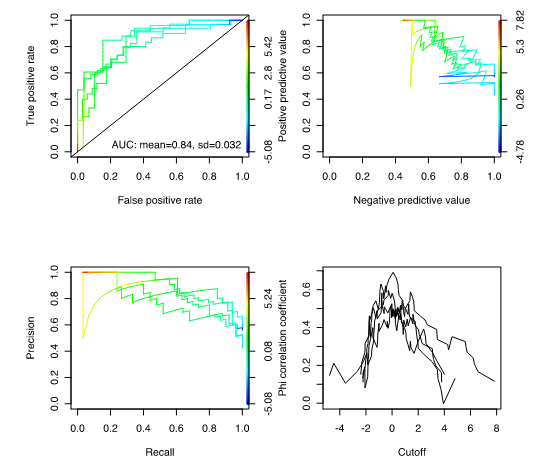 True positive rate
1.0
0.8
0.6
0.4
0.2
0.0
0.0 0.2 0.4 0.6 0.8 1.0
False positive rate
AUC: mean=0.84, sd=0.032
5.42
2.8
0.17
-5.08
Positive predictive value
1.0
0.8
0.6
0.4
0.2
0.0
0.0 0.2 0.4 0.6 0.8 1.0
Negative predictive value
7.82
5.3
0.26
-4.78
Precision
1.0
0.8
0.6
0.4
0.2
0.0
0.0 0.2 0.4 0.6 0.8 1.0
Recall
5.24
0.08
-5.08
Phi correlation coefficient
0.6
0.4
0.2
0.0
-4 -2 0 2 4 6 8
Cutoff